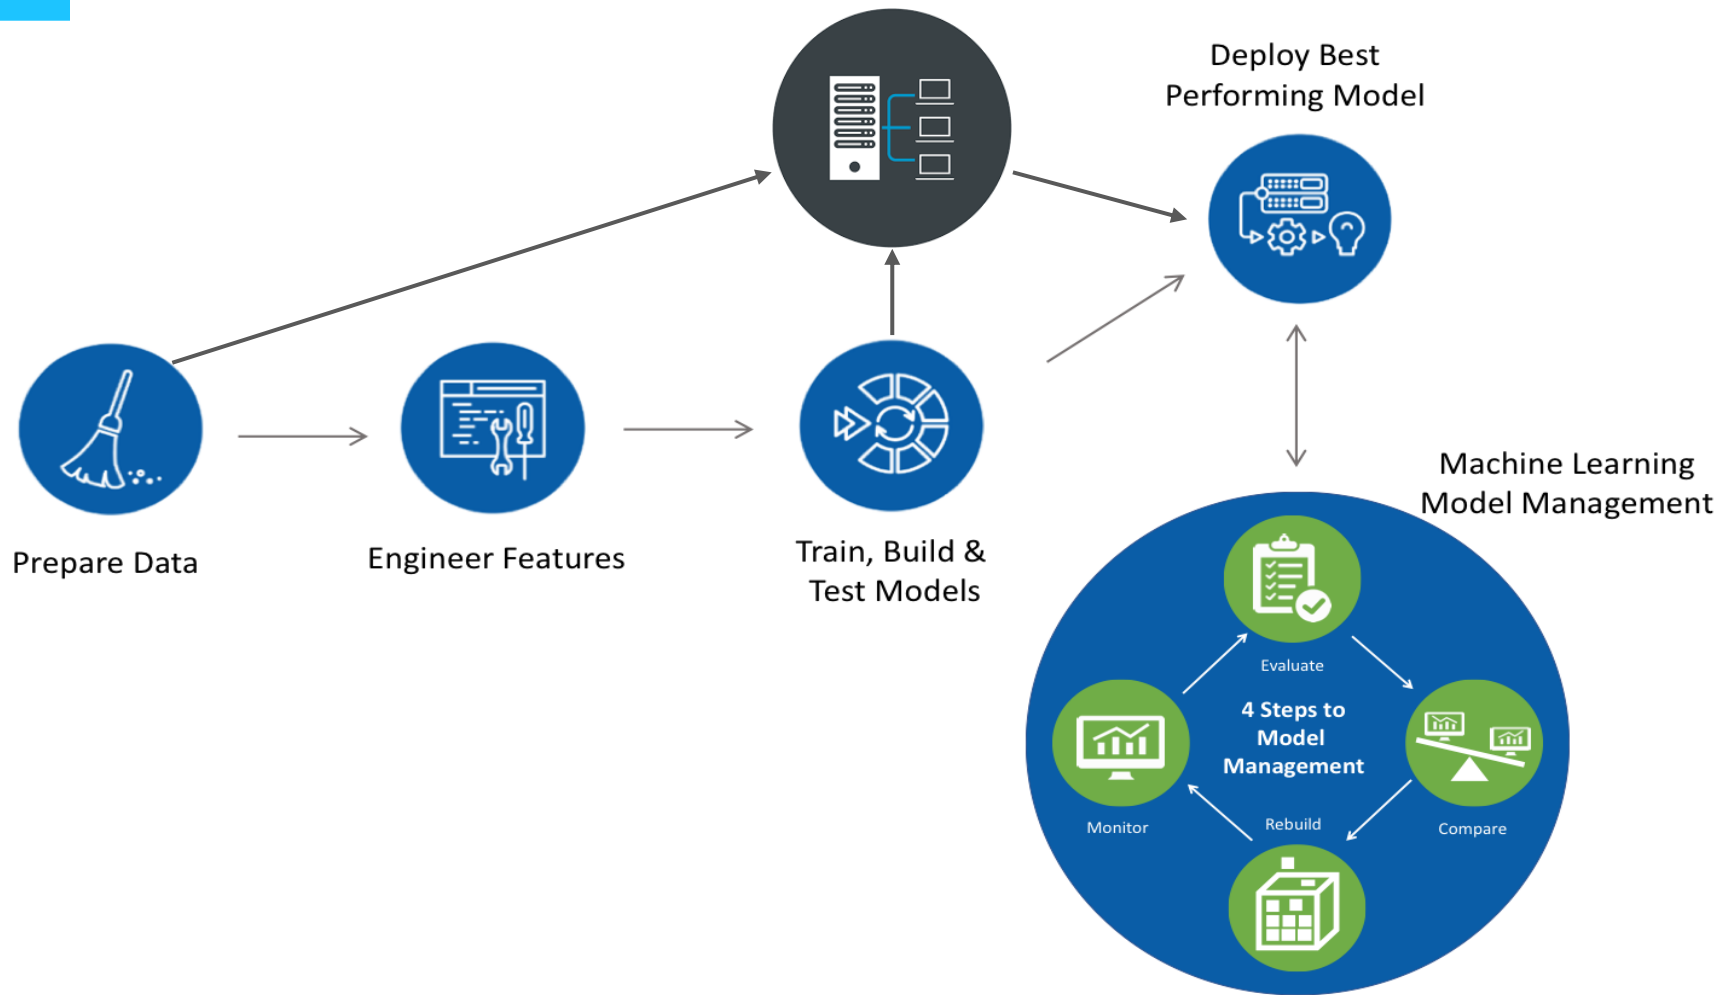 Deploy Best
Performing Model
Prepare Data
Engineer Features
Train, Build &
Test Models
Machine Learning
Model Management
Evaluate
4 Steps to
Model
Management
Monitor
Rebuild
Compare